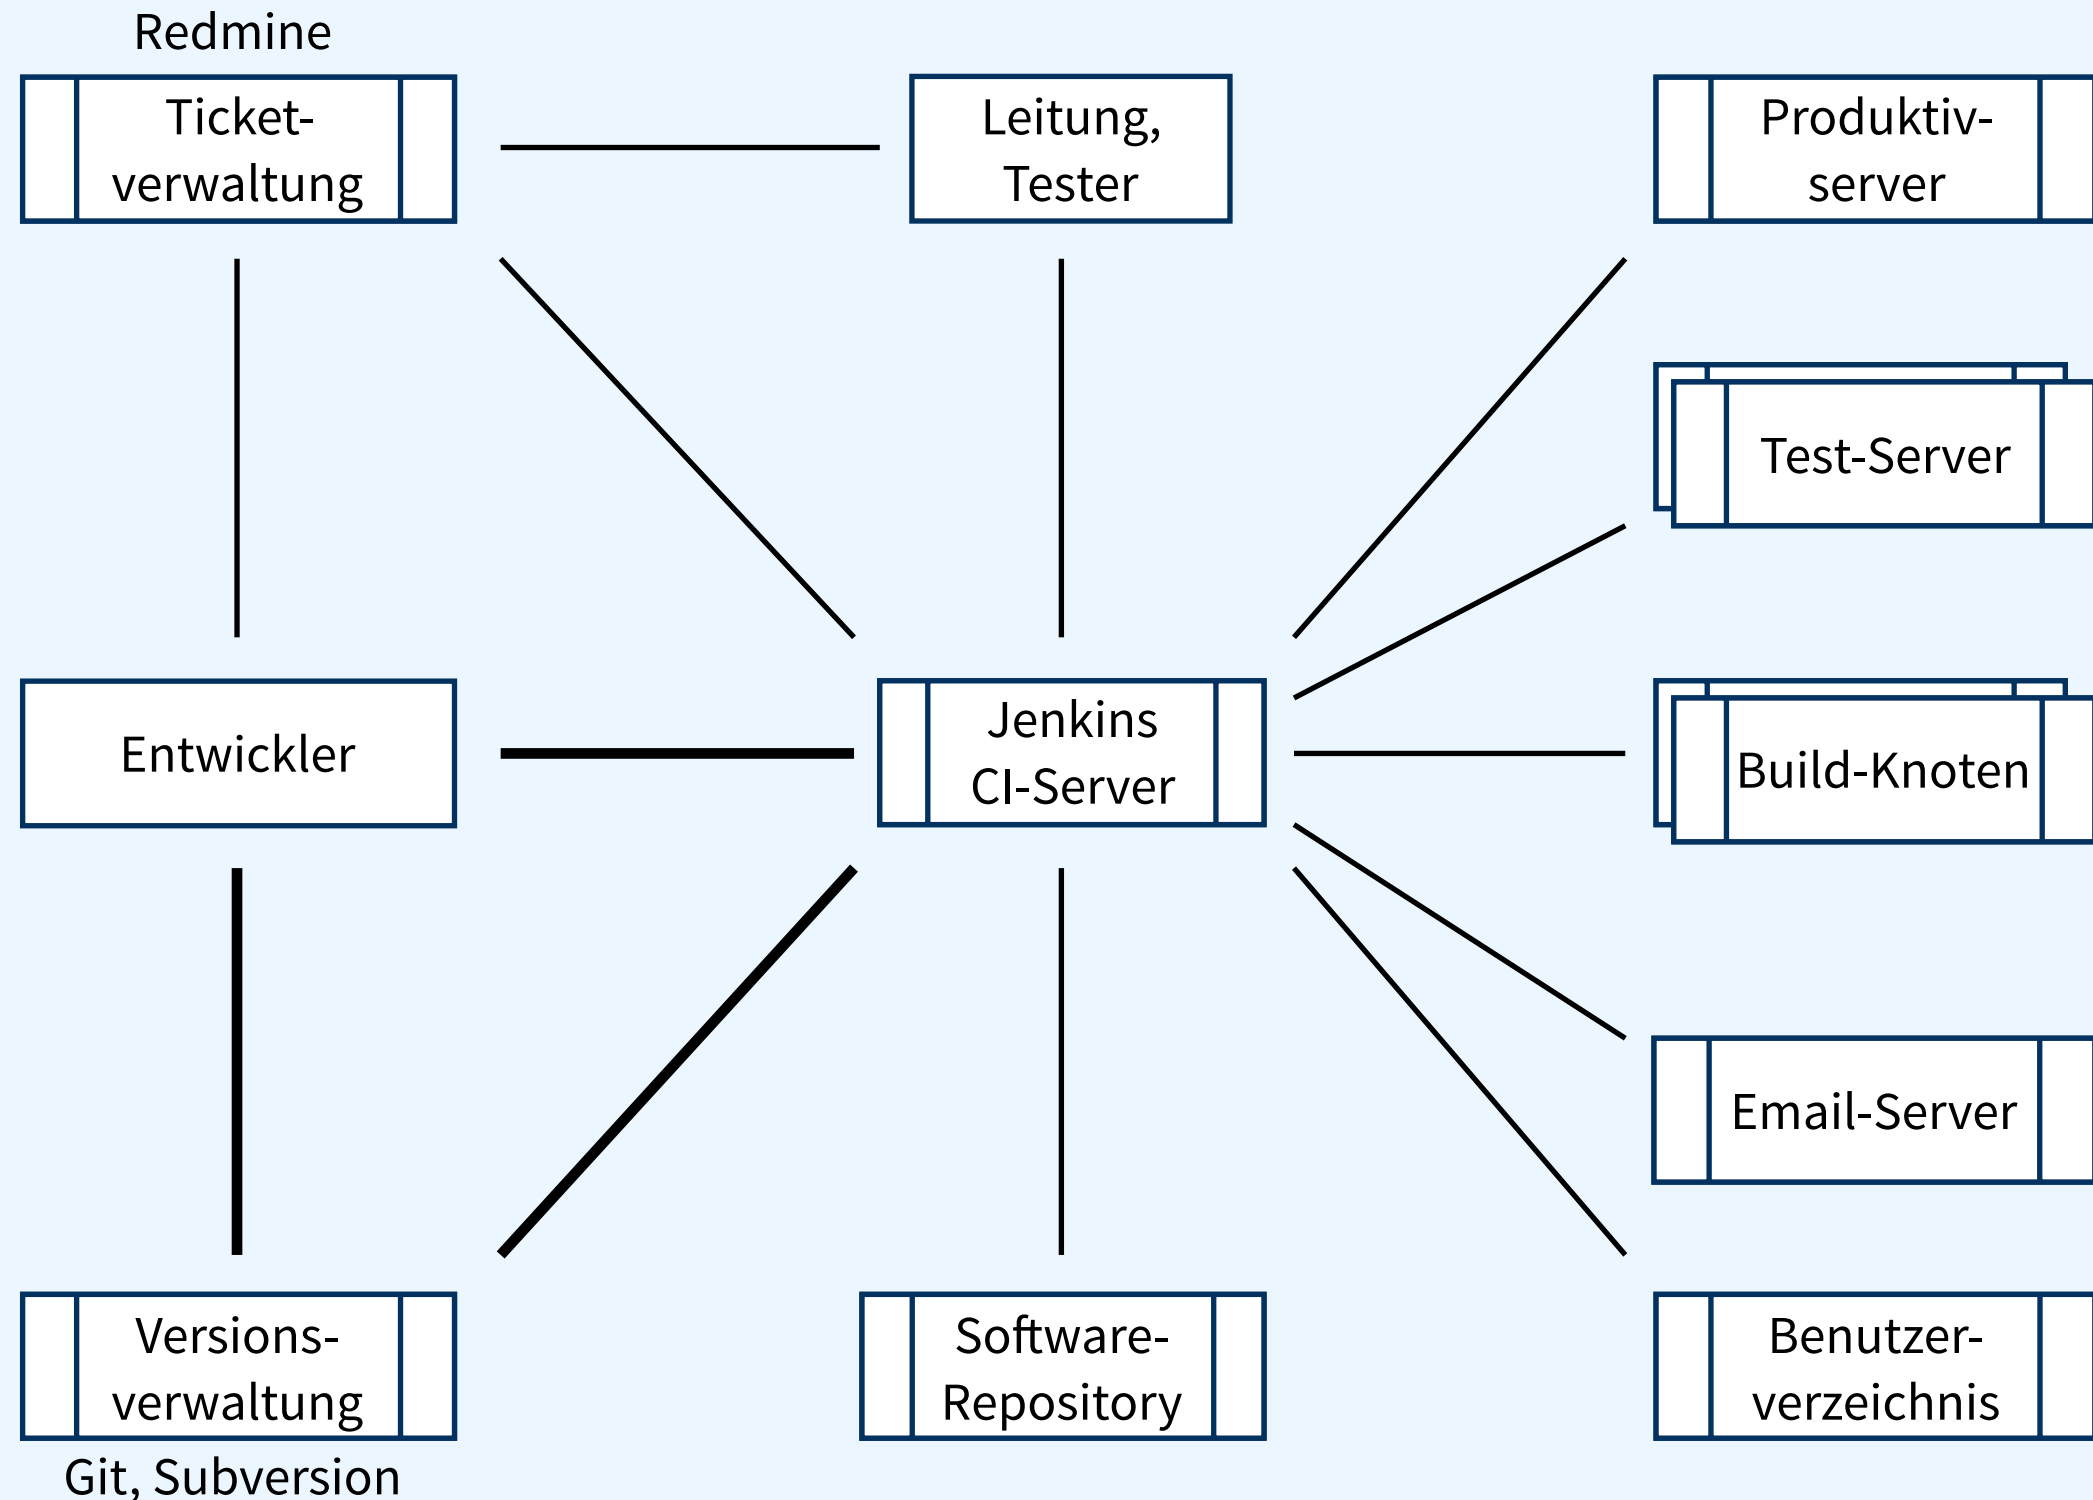 Redmine
Ticket-
verwaltung
Leitung,
Tester
Produktiv-
server
Test-Server
Entwickler
Jenkins
CI-Server
Build-Knoten
Email-Server
Versions-
verwaltung
Git, Subversion
Software-
Repository
Benutzer-
verzeichnis